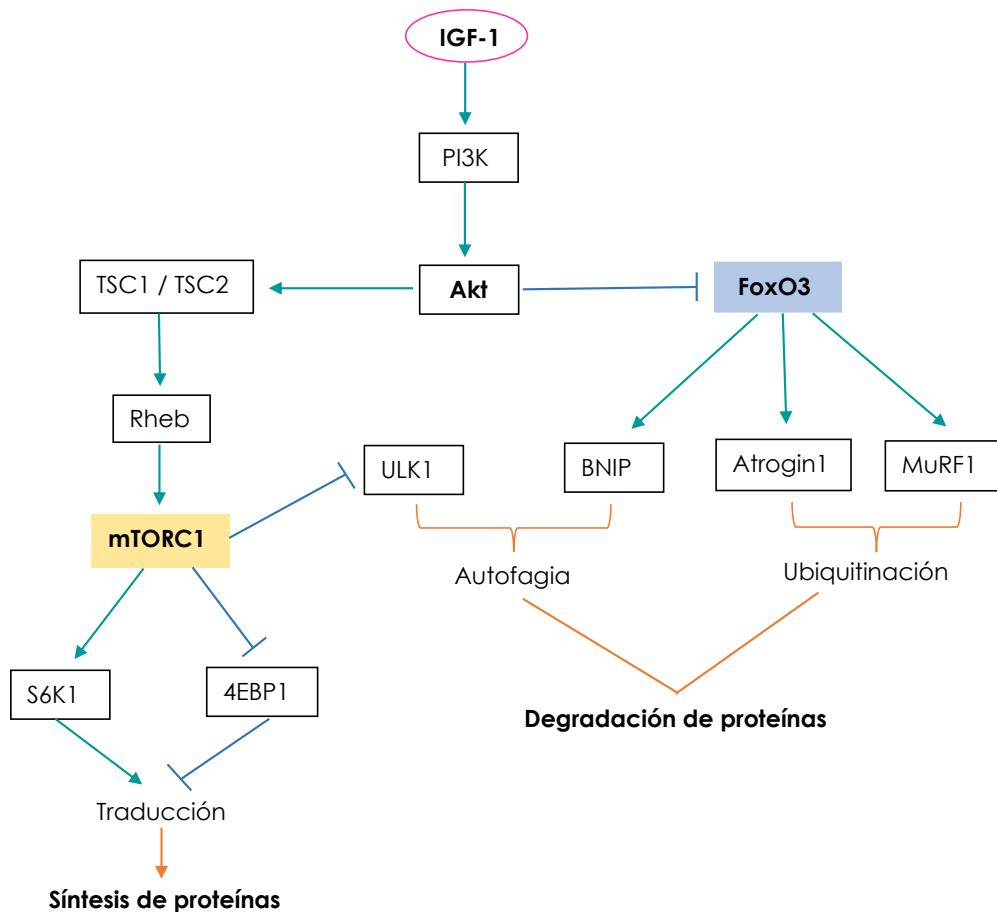 IGF-1
PI3K
TSC1 / TSC2
Akt
FoxO3
Rheb
ULK1
BNIP
Atrogin1
MuRF1
mTORC1
Autofagia
Ubiquitinación
S6K1
4EBP1
Degradación de proteínas
Traducción
Síntesis de proteínas